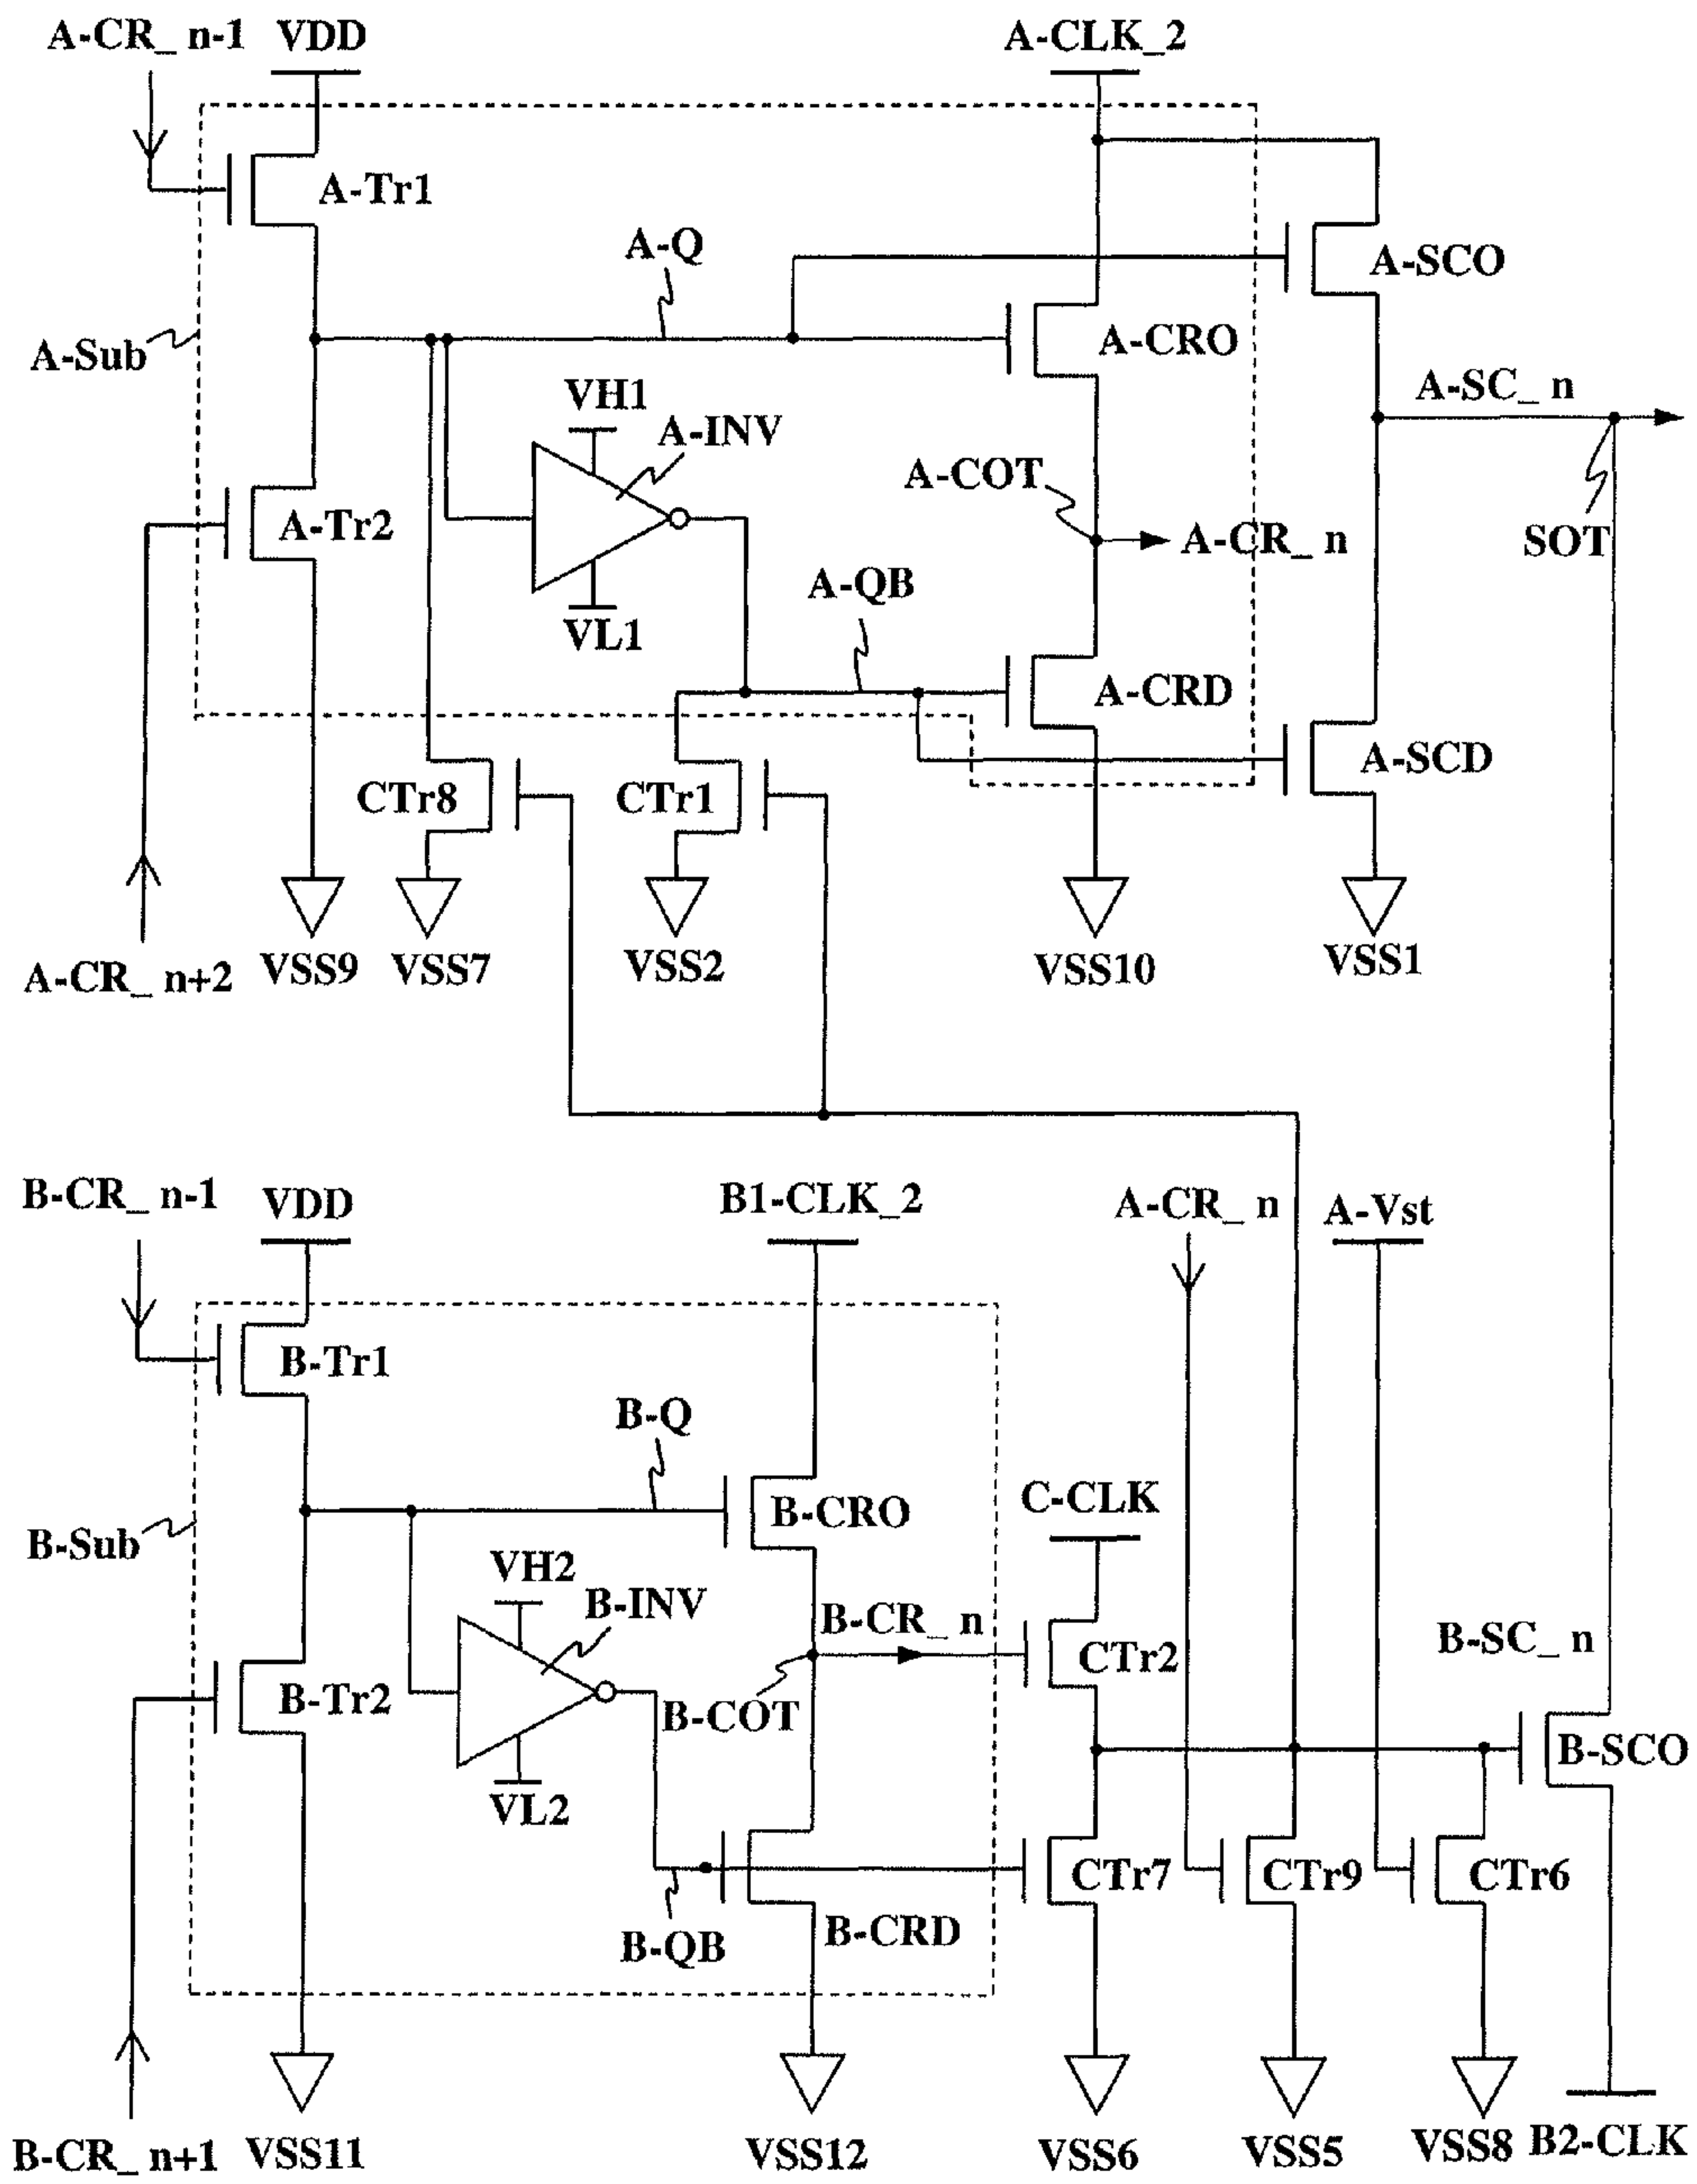 A-CR_ n-1
VDD
A-CLK_2
A-Tr1
A-Q
A-SCO
A-Sub
A-CRO
VH1
A-INV
A-SC_ n
A-COT
A-Tr2
A-CR_ n
SOT
A-QB
VL1
A-CRD
A-SCD
CTr8
CTr1
A-CR_ n+2
VSS9
VSS7
VSS2
VSS10
VSS1
B-CR_ n-1
VDD
B1-CLK_2
A-CR_ n
A-Vst
B-Tr1
B-Q
C-CLK
B-CRO
B-Sub
VH2
B-INV
B-CR_ n
B-SC_ n
CTr2
B-Tr2
B-COT
B-SCO
VL2
CTr7
CTr9
CTr6
B-QB
B-CRD
B-CR_ n+1
VSS11
VSS12
VSS6
VSS5
VSS8
B2-CLK